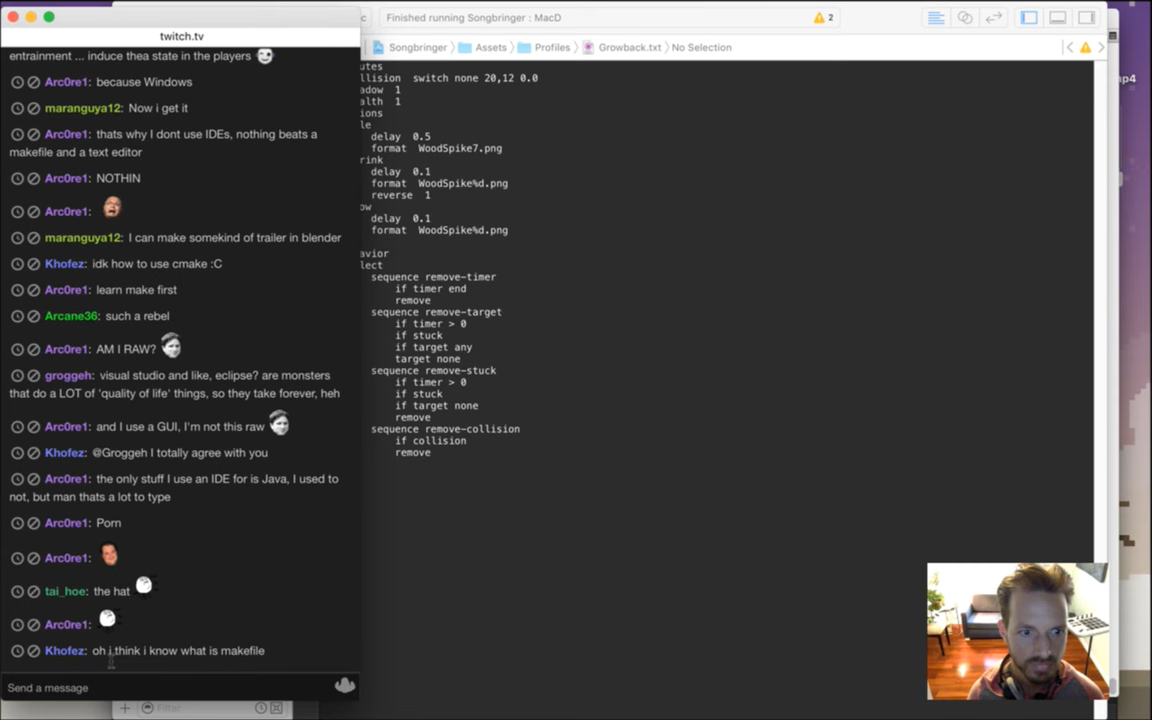 Finished running Songbringer : MacD
2
twitch.tv
Songbringer
Assets
Profiles
Growback.txt
No Selection
mp4
entrainment ... induce thea state in the players
Arc0re1: because Windows
maranguya12: Now i get it
Arc0re1: thats why I dont use IDEs, nothing beats a
makefile and a text editor
Arc0re1: NOTHIN
Arc0re1:
maranguya12: I can make somekind of trailer in blender
Khofez: idk how to use cmake :C
Arc0re1: learn make first
Arcane36: such a rebel
Arc0re1: AM I RAW?
groggeh: visual studio and like, eclipse? are monsters
that do a LOT of 'quality of life' things, so they take forever, heh
Arc0re1: and I use a GUI, I'm not this raw
Khofez: @Groggeh I totally agree with you
Arc0re1: the only stuff I use an IDE for is Java, I used to
not, but man thats a lot to type
Arc0re1: Porn
Arc0re1:
tai_hoe: the hat
Arc0re1:
Khofez: oh i think i know what is makefile
Send a message
Filter
utes
llision switch none 20,12 0.0
adow 1
alth 1
ions
le
delay 0.5
format WoodSpike7.png
rink
delay 0.1
format WoodSpike%d.png
reverse 1
ow
delay 0.1
format WoodSpike%d.png
avior
lect
sequence remove-timer
if timer end
remove
sequence remove-target
if timer > 0
if stuck
if target any
target none
sequence remove-stuck
if timer > 0
if stuck
if target none
remove
sequence remove-collision
if collision
remove